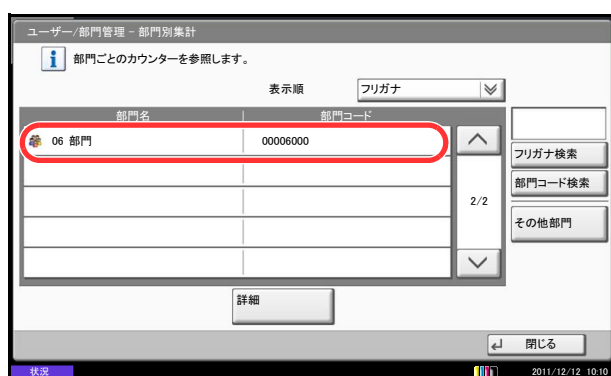 ユーザー/部門管理 - 部門別集計
部門ごとのカウンターを参照します。
表示順 フリガナ
部門名 部門コード
06 部門 00006000
フリガナ検索
部門コード検索
2/2
その他部門
詳細
閉じる
状況 2011/12/12 10:10